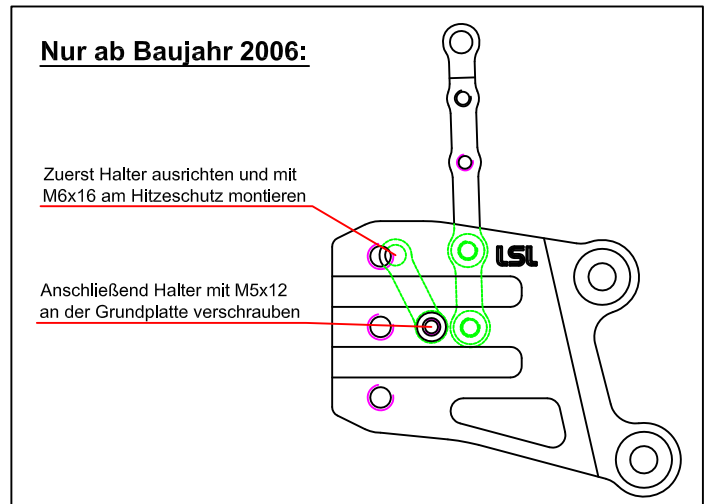 Nur ab Baujahr 2006:
Zuerst Halter ausrichten und mit
M6x16 am Hitzeschutz montieren
LSL
Anschließend Halter mit M5x12
an der Grundplatte verschrauben